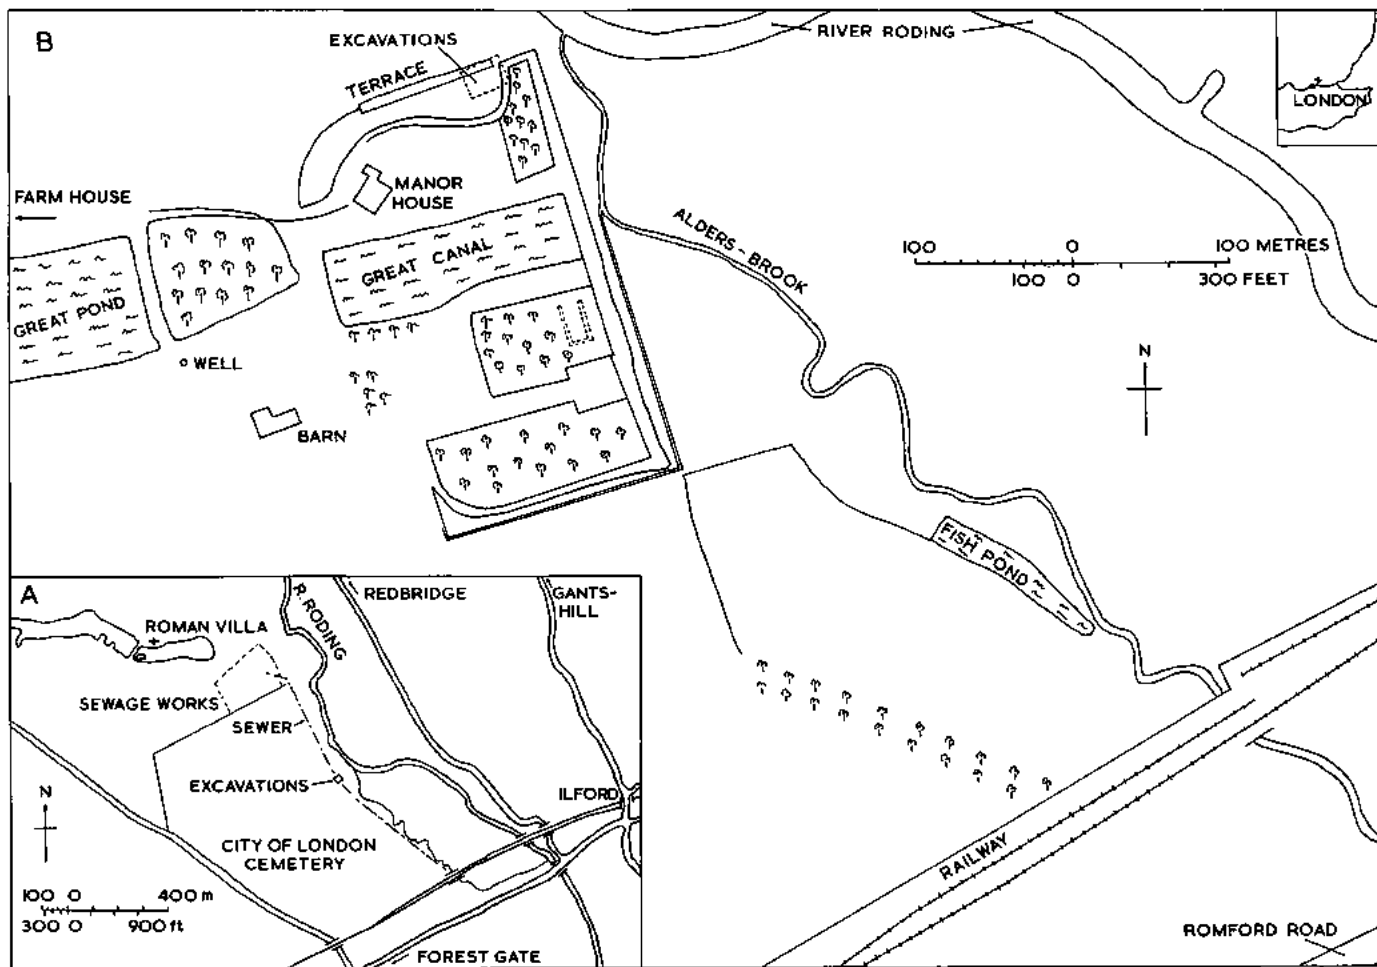 B
EXCAVATIONS
TERRACE
RIVER RODING
LONDON
MANOR
HOUSE
FARM HOUSE
ALDERS-BROOK
100 0 100 METRES
100 0 300 FEET
GREAT CANAL
GREAT POND
WELL
N
BARN
FISH POND
RAILWAY
ROMFORD ROAD
A
REDBRIDGE
GANTS-
HILL
R. RODING
ROMAN VILLA
SEWAGE WORKS
SEWER
EXCAVATIONS
ILFORD
N
CITY OF LONDON
CEMETERY
100 0 400 m
300 0 900 ft
FOREST GATE